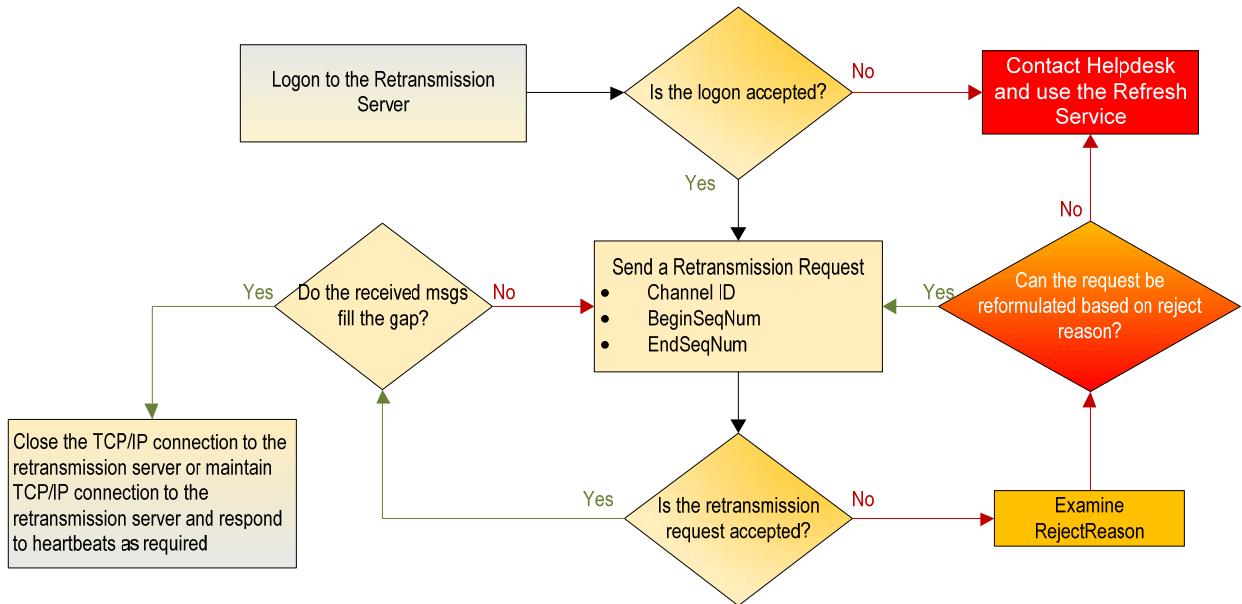 Logon to the Retransmission
Server
Is the logon accepted?
No
Contact Helpdesk
and use the Refresh
Service
Yes
No
Send a Retransmission Request
• Channel ID
• BeginSeqNum
• EndSeqNum
Yes
Do the received msgs
fill the gap?
No
Yes
Can the request be
reformulated based on reject
reason?
Close the TCP/IP connection to the
retransmission server or maintain
TCP/IP connection to the
retransmission server and respond
to heartbeats as required
Yes
Is the retransmission
request accepted?
No
Examine
RejectReason